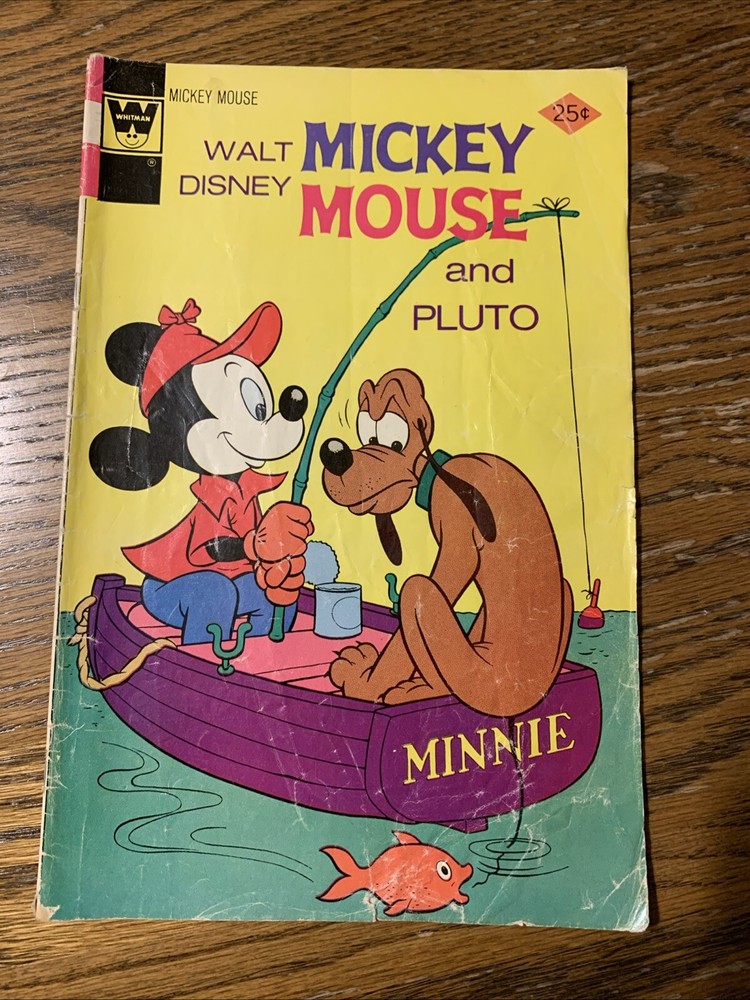 WHITMAN
®
MICKEY MOUSE
25¢
WALT DISNEY
MICKEY
MOUSE
and
PLUTO
MINNIE